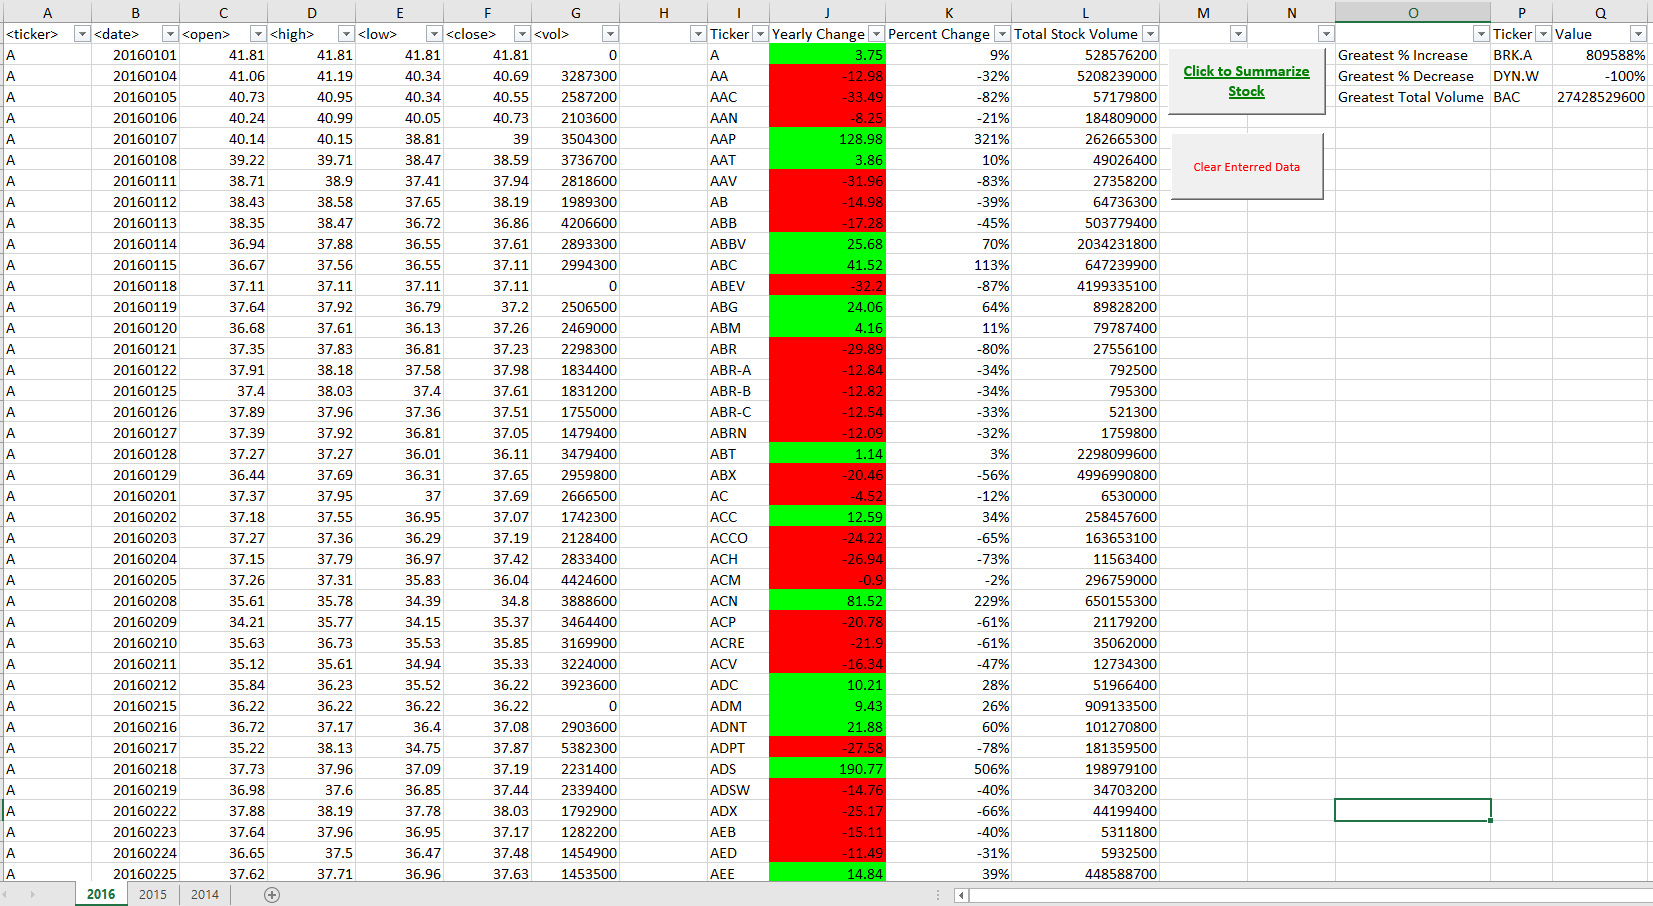 A B C D E F G H I J K L M N O P Q
<ticker> <date> <open> <high> <low> <close> <vol> Ticker Yearly Change Percent Change Total Stock Volume Ticker Value
A 20160101 41.81 41.81 41.81 41.81 0 A 3.75 9% 528576200 Greatest % Increase BRK.A 809588%
A 20160104 41.06 41.19 40.34 40.69 3287300 AA -12.98 -32% 5208239000 Click to Summarize Greatest % Decrease DYN.W -100%
A 20160105 40.73 40.95 40.34 40.55 2587200 AAC -33.49 -82% 57179800 Stock Greatest Total Volume BAC 27428529600
A 20160106 40.24 40.99 40.05 40.73 2103600 AAN -8.25 -21% 184809000
A 20160107 40.14 40.15 38.81 39 3504300 AAP 128.98 321% 262665300
A 20160108 39.22 39.71 38.47 38.59 3736700 AAT 3.86 10% 49026400 Clear Enterred Data
A 20160111 38.71 38.9 37.41 37.94 2818600 AAV -31.96 -83% 27358200
A 20160112 38.43 38.58 37.65 38.19 1989300 AB -14.98 -39% 64736300
A 20160113 38.35 38.47 36.72 36.86 4206600 ABB -17.28 -45% 503779400
A 20160114 36.94 37.88 36.55 37.61 2893300 ABBV 25.68 70% 2034231800
A 20160115 36.67 37.56 36.55 37.11 2994300 ABC 41.52 113% 647239900
A 20160118 37.11 37.11 37.11 37.11 0 ABEV -32.2 -87% 4199335100
A 20160119 37.64 37.92 36.79 37.2 2506500 ABG 24.06 64% 89828200
A 20160120 36.68 37.61 36.13 37.26 2469000 ABM 4.16 11% 79787400
A 20160121 37.35 37.83 36.81 37.23 2298300 ABR -29.89 -80% 27556100
A 20160122 37.91 38.18 37.58 37.98 1834400 ABR-A -12.84 -34% 792500
A 20160125 37.4 38.03 37.4 37.61 1831200 ABR-B -12.82 -34% 795300
A 20160126 37.89 37.96 37.36 37.51 1755000 ABR-C -12.54 -33% 521300
A 20160127 37.39 37.92 36.81 37.05 1479400 ABRN -12.09 -32% 1759800
A 20160128 37.27 37.27 36.01 36.11 3479400 ABT 1.14 3% 2298099600
A 20160129 36.44 37.69 36.31 37.65 2959800 ABX -20.46 -56% 4996990800
A 20160201 37.37 37.95 37 37.69 2666500 AC -4.52 -12% 6530000
A 20160202 37.18 37.55 36.95 37.07 1742300 ACC 12.59 34% 258457600
A 20160203 37.27 37.36 36.29 37.19 2128400 ACCO -24.22 -65% 163653100
A 20160204 37.15 37.79 36.97 37.42 2833400 ACH -26.94 -73% 11563400
A 20160205 37.26 37.31 35.83 36.04 4424600 ACM -0.9 -2% 296759000
A 20160208 35.61 35.78 34.39 34.8 3888600 ACN 81.52 229% 650155300
A 20160209 34.21 35.77 34.15 35.37 3464400 ACP -20.78 -61% 21179200
A 20160210 35.63 36.73 35.53 35.85 3169900 ACRE -21.9 -61% 35062000
A 20160211 35.12 35.61 34.94 35.33 3224000 ACV -16.34 -47% 12734300
A 20160212 35.84 36.23 35.52 36.22 3923600 ADC 10.21 28% 51966400
A 20160215 36.22 36.22 36.22 36.22 0 ADM 9.43 26% 909133500
A 20160216 36.72 37.17 36.4 37.08 2903600 ADNT 21.88 60% 101270800
A 20160217 35.22 38.13 34.75 37.87 5382300 ADPT -27.58 -78% 181359500
A 20160218 37.73 37.96 37.09 37.19 2231400 ADS 190.77 506% 198979100
A 20160219 36.98 37.6 36.85 37.44 2339400 ADSW -14.76 -40% 34703200
A 20160222 37.88 38.19 37.78 38.03 1792900 ADX -25.17 -66% 44199400
A 20160223 37.64 37.96 36.95 37.17 1282200 AEB -15.11 -40% 5311800
A 20160224 36.65 37.5 36.47 37.48 1454900 AED -11.49 -31% 5932500
A 20160225 37.62 37.71 36.96 37.63 1453500 AEE 14.84 39% 448588700
2016 2015 2014